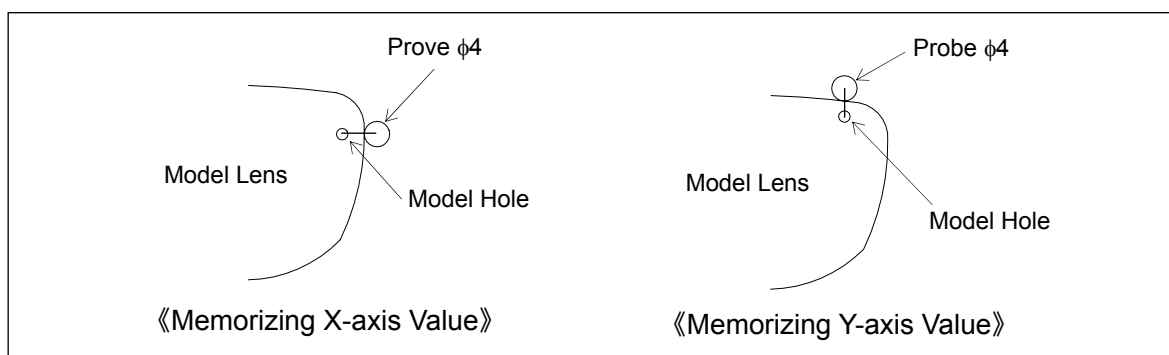 Prove ϕ4
Model Lens
Model Hole
《Memorizing X-axis Value》
Probe ϕ4
Model Lens
Model Hole
《Memorizing Y-axis Value》